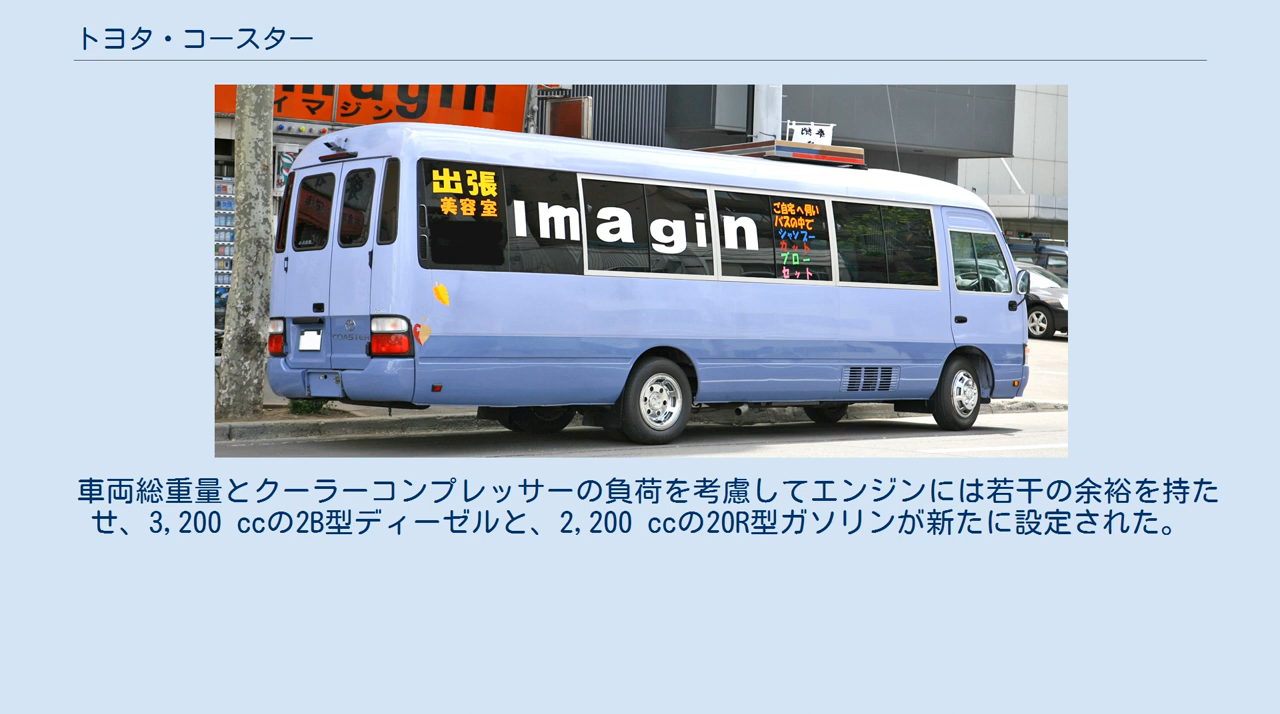 トヨタ・コースター
imagin
イマジン
出張
美容室
Imagin
ご自宅へ伺い
バスの中で
シャンプー
カット
ブロー
セット
COASTER
車両総重量とクーラーコンプレッサーの負荷を考慮してエンジンには若干の余裕を持た
せ、3,200 ccの2B型ディーゼルと、2,200 ccの20R型ガソリンが新たに設定された。